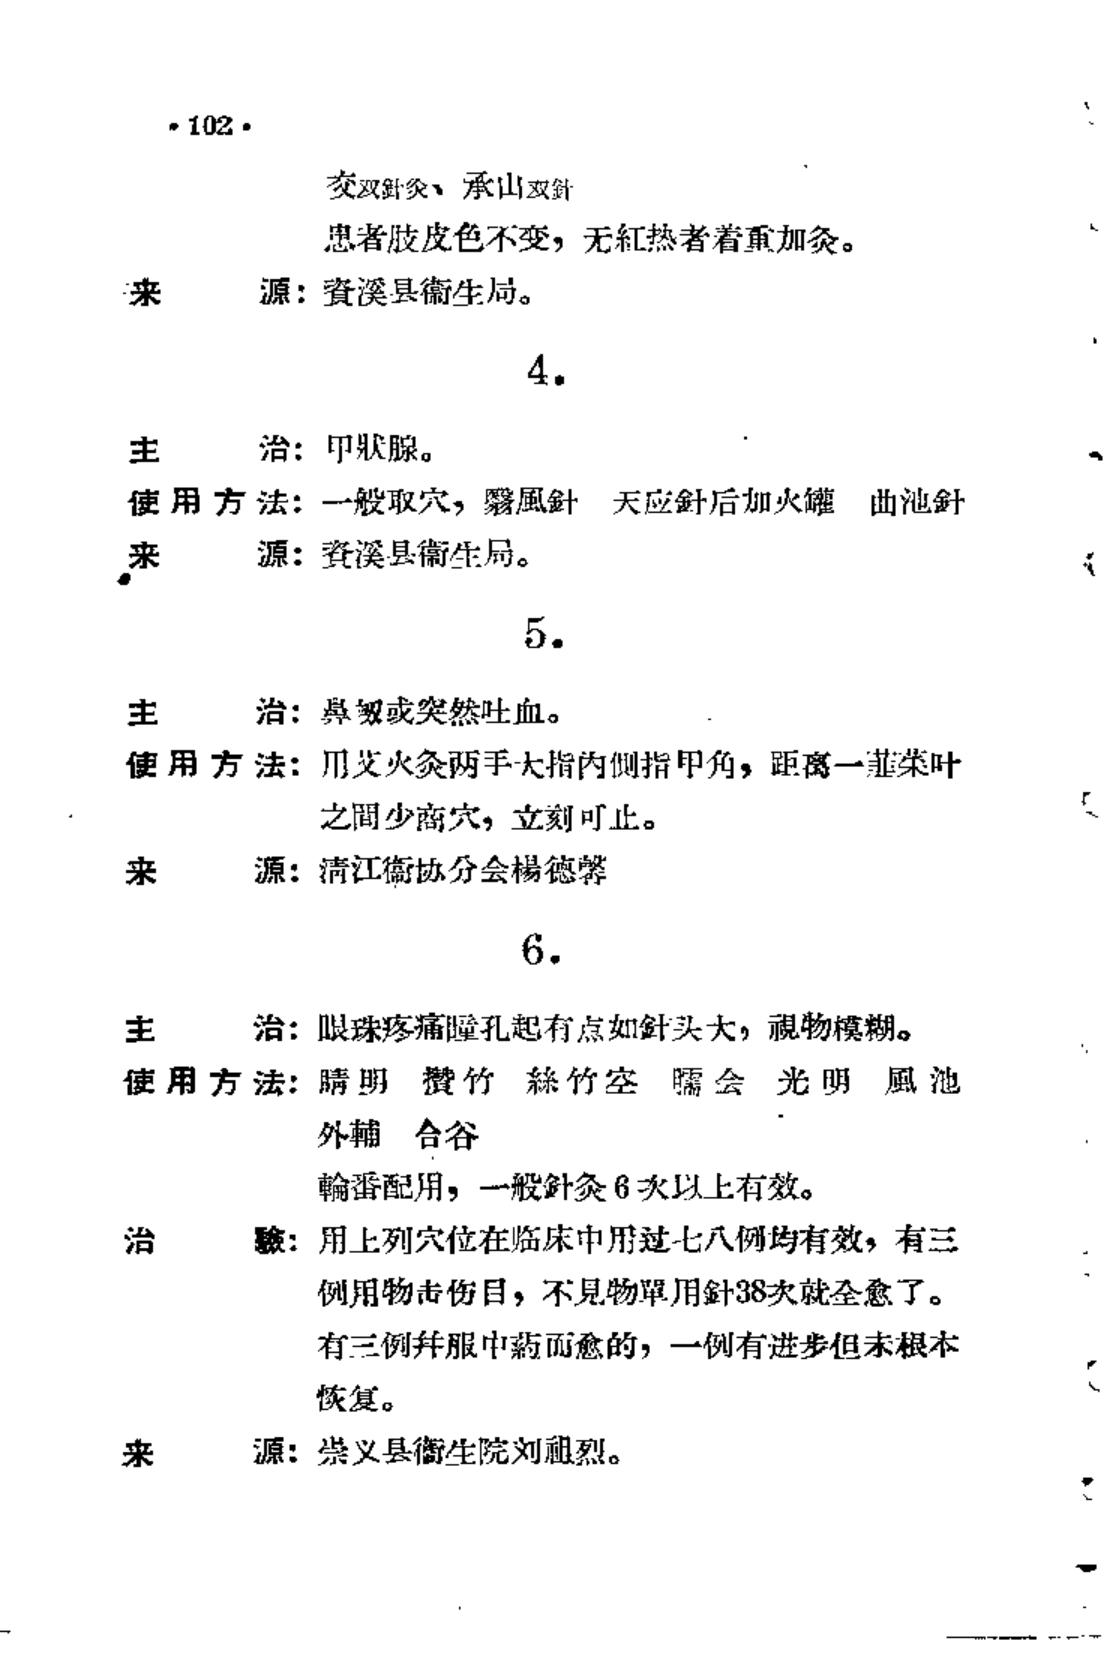 ·102·
交双針灸、承山双針
患者肢皮色不变，无紅热者着重加灸。
来　　源：資溪县衞生局。
4.
主　　治：甲狀腺。
使用方法：一般取穴，翳風針　天应針后加火罐　曲池針
来　　源：資溪县衞生局。
5.
主　　治：鼻衂或突然吐血。
使用方法：用艾火灸两手大指內側指甲角，距离一韮菜叶
之間少商穴，立刻可止。
来　　源：清江衞协分会楊德馨
6.
主　　治：眼珠疼痛瞳孔起有点如針头大，視物模糊。
使用方法：睛明　攒竹　絲竹空　臑会　光明　風池
外輔　合谷
輪番配用，一般針灸6次以上有效。
治　　驗：用上列穴位在临床中用过七八例均有效，有三
例用物击伤目，不見物單用針38次就全愈了。
有三例幷服中葯而愈的，一例有进步但未根本
恢复。
来　　源：崇义县衞生院刘祖烈。